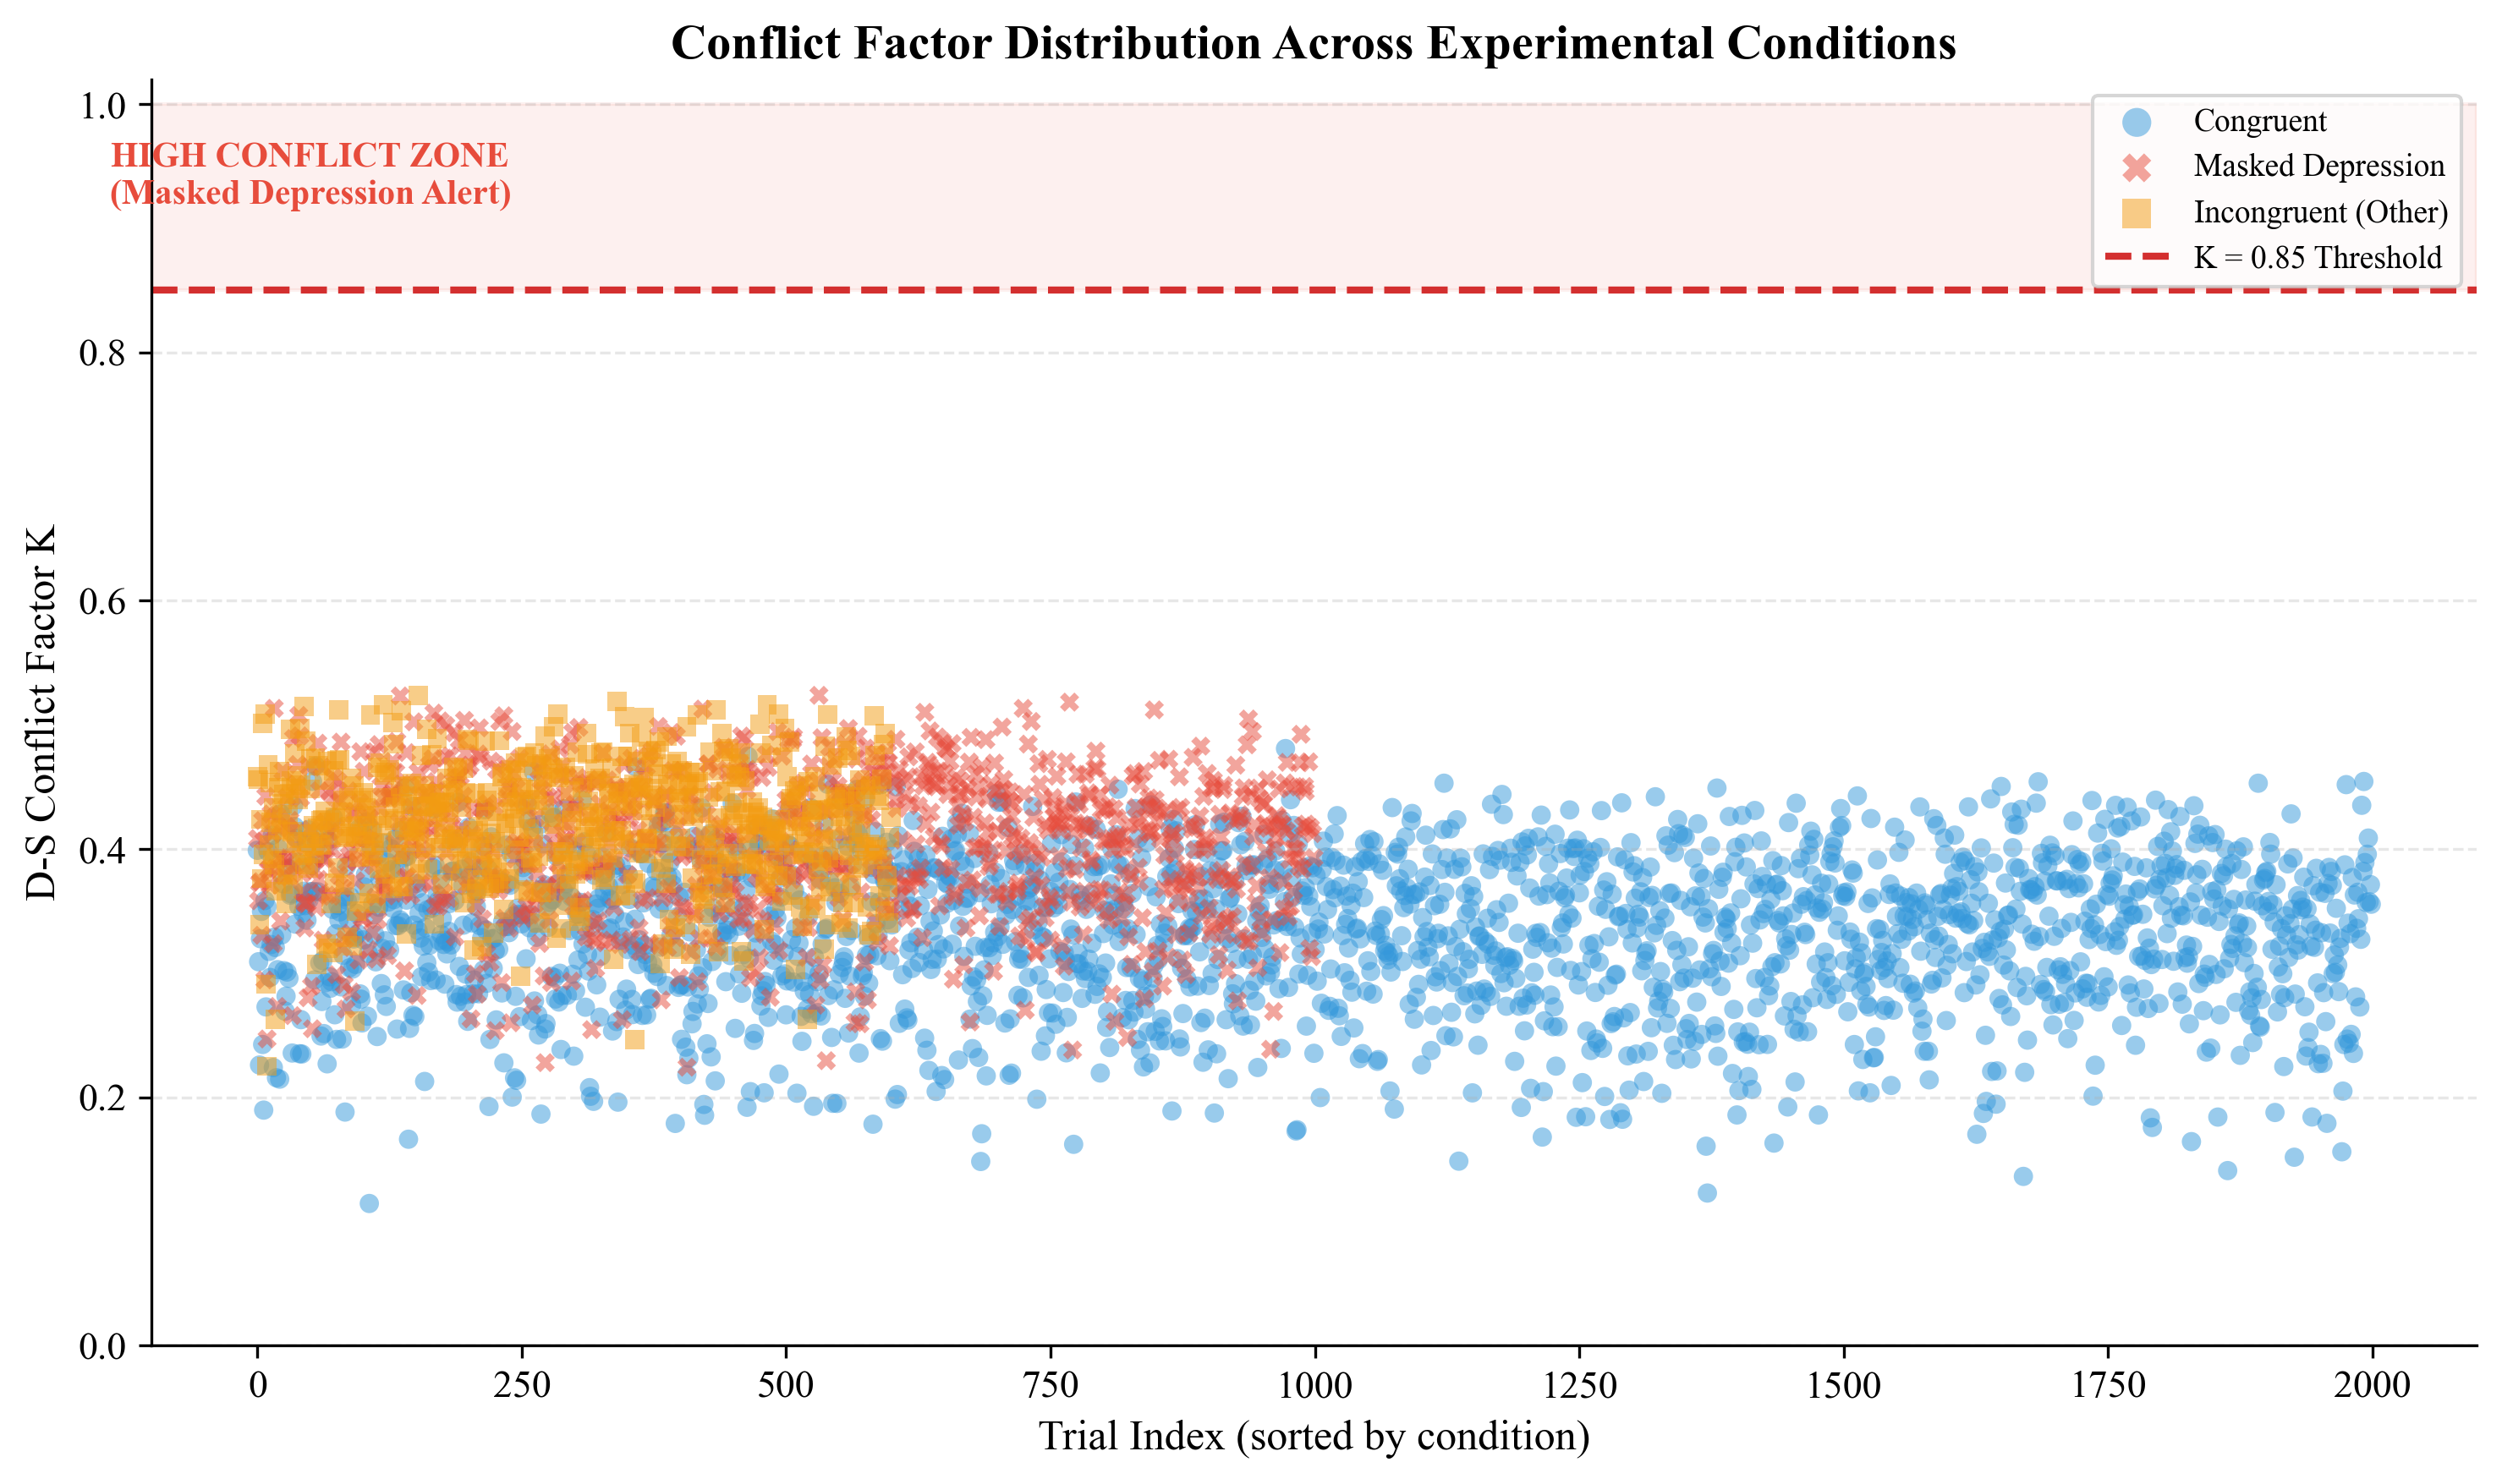 Conflict Factor Distribution Across Experimental Conditions
1.0
HIGH CONFLICT ZONE
(Masked Depression Alert)
Congruent
Masked Depression
Incongruent (Other)
K = 0.85 Threshold
0.8
0.6
0.4
0.2
0.0
D-S Conflict Factor K
0 250 500 750 1000 1250 1500 1750 2000
Trial Index (sorted by condition)